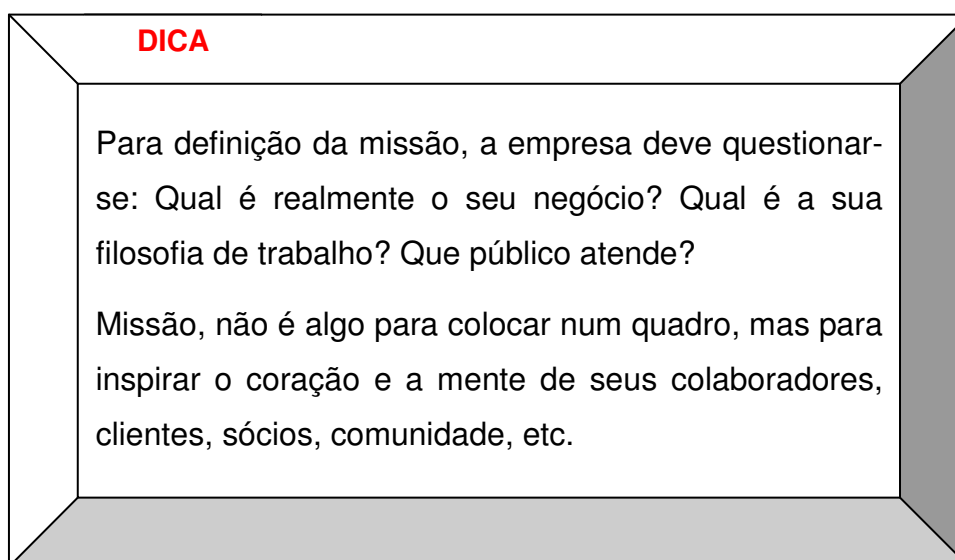 DICA
Para definição da missão, a empresa deve questionar-
se: Qual é realmente o seu negócio? Qual é a sua
filosofia de trabalho? Que público atende?
Missão, não é algo para colocar num quadro, mas para
inspirar o coração e a mente de seus colaboradores,
clientes, sócios, comunidade, etc.